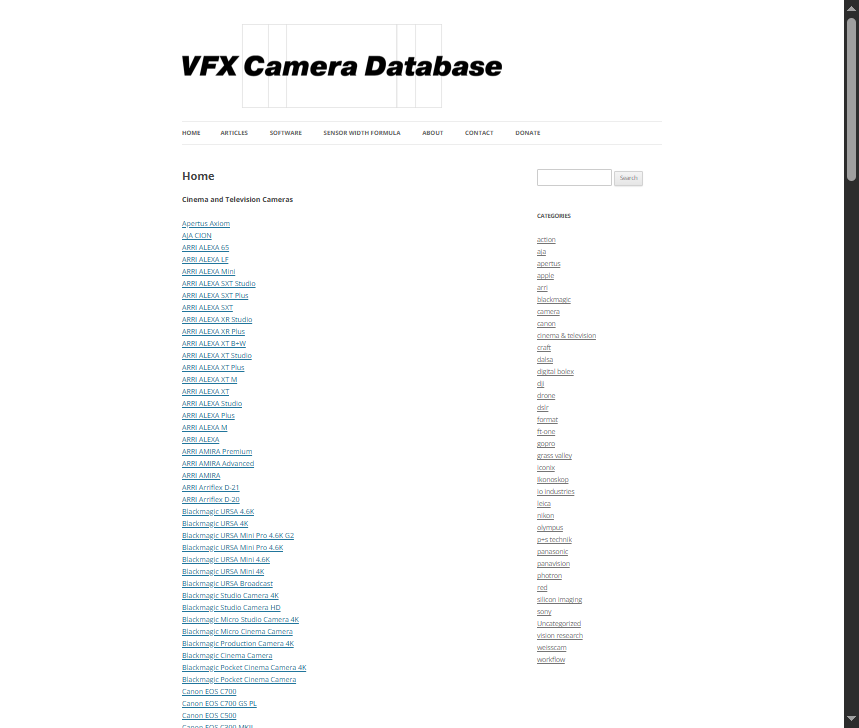 VFX Camera Database
HOME ARTICLES SOFTWARE SENSOR WIDTH FORMULA ABOUT CONTACT DONATE
Home
Cinema and Television Cameras
Apertus Axiom
AJA CION
ARRI ALEXA 65
ARRI ALEXA LF
ARRI ALEXA Mini
ARRI ALEXA SXT Studio
ARRI ALEXA SXT Plus
ARRI ALEXA SXT
ARRI ALEXA XR Studio
ARRI ALEXA XR Plus
ARRI ALEXA XT B+W
ARRI ALEXA XT Studio
ARRI ALEXA XT Plus
ARRI ALEXA XT M
ARRI ALEXA XT
ARRI ALEXA Studio
ARRI ALEXA Plus
ARRI ALEXA M
ARRI ALEXA
ARRI AMIRA Premium
ARRI AMIRA Advanced
ARRI AMIRA
ARRI Arriflex D-21
ARRI Arriflex D-20
Blackmagic URSA 4.6K
Blackmagic URSA 4K
Blackmagic URSA Mini Pro 4.6K G2
Blackmagic URSA Mini Pro 4.6K
Blackmagic URSA Mini 4.6K
Blackmagic URSA Mini 4K
Blackmagic URSA Broadcast
Blackmagic Studio Camera 4K
Blackmagic Studio Camera HD
Blackmagic Micro Studio Camera 4K
Blackmagic Micro Cinema Camera
Blackmagic Production Camera 4K
Blackmagic Cinema Camera
Blackmagic Pocket Cinema Camera 4K
Blackmagic Pocket Cinema Camera
Canon EOS C700
Canon EOS C700 GS PL
Canon EOS C500
Canon EOS C300 MKII
Search
CATEGORIES
action
aja
apertus
apple
arri
blackmagic
camera
canon
cinema & television
craft
dalsa
digital bolex
dji
drone
dslr
format
ft-one
gopro
grass valley
iconix
ikonoskop
io industries
leica
nikon
olympus
p+s technik
panasonic
panavision
photron
red
silicon imaging
sony
Uncategorized
vision research
weisscam
workflow